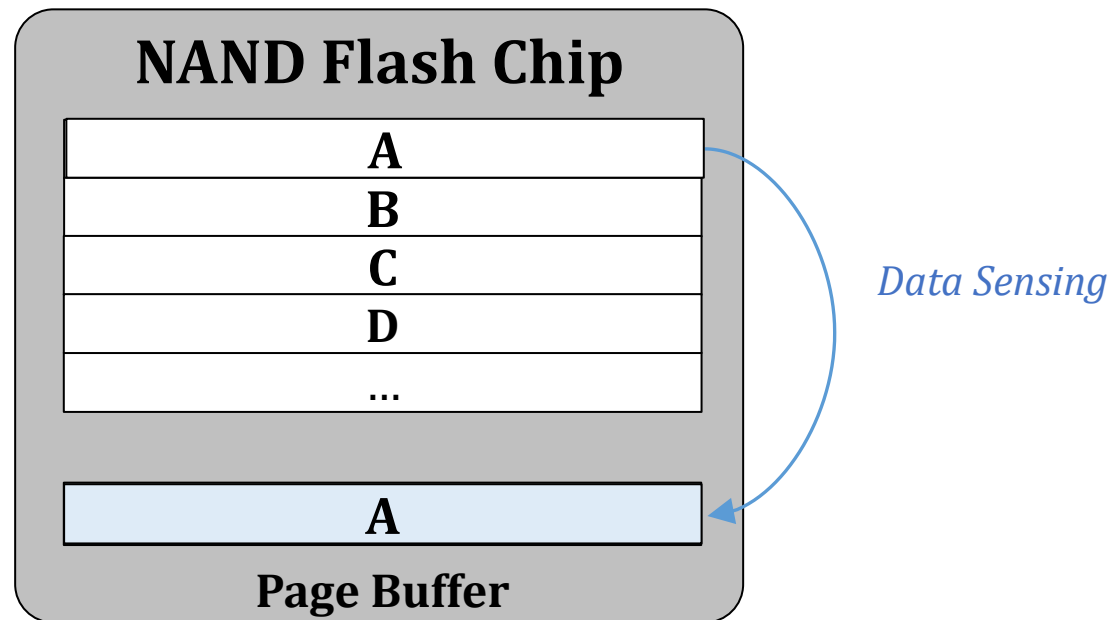 NAND Flash Chip
A
B
C
D
...
Data Sensing
A
Page Buffer